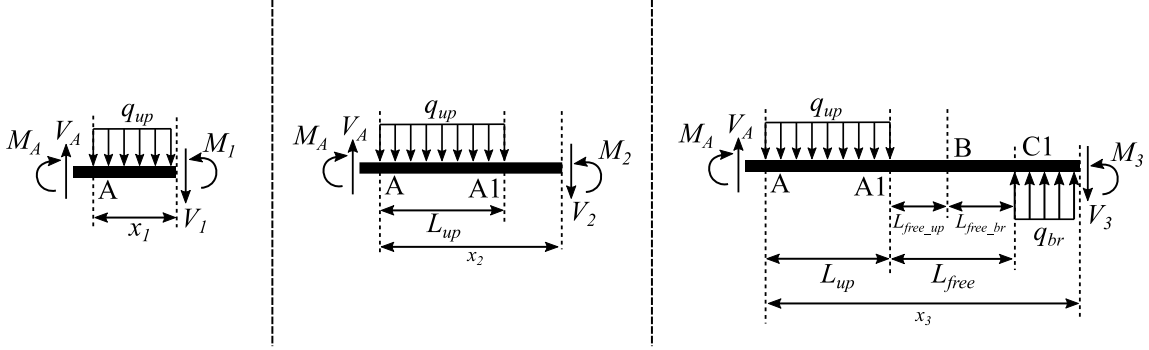 q_up
M_A V_A M_1
A
V_1
x_1
q_up
M_A V_A M_2
A A1
V_2
L_up
x_2
q_up
M_A V_A B C1 M_3
A A1
V_3
L_free_up L_free_br
q_br
L_up L_free
x_3